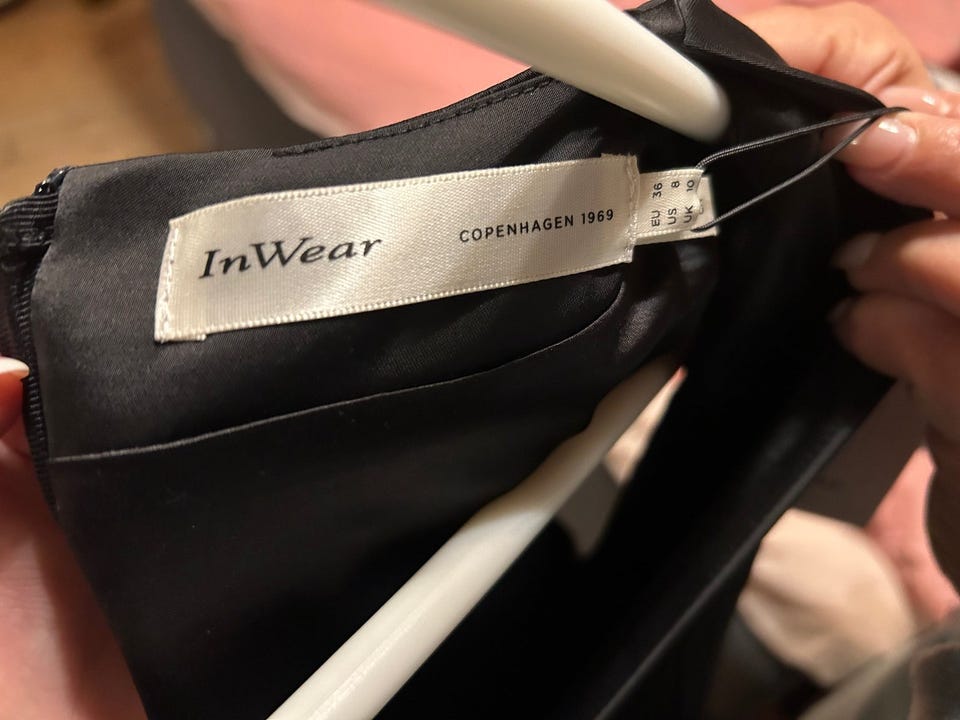 InWear
COPENHAGEN 1969
EU 36
US 8
UK 10